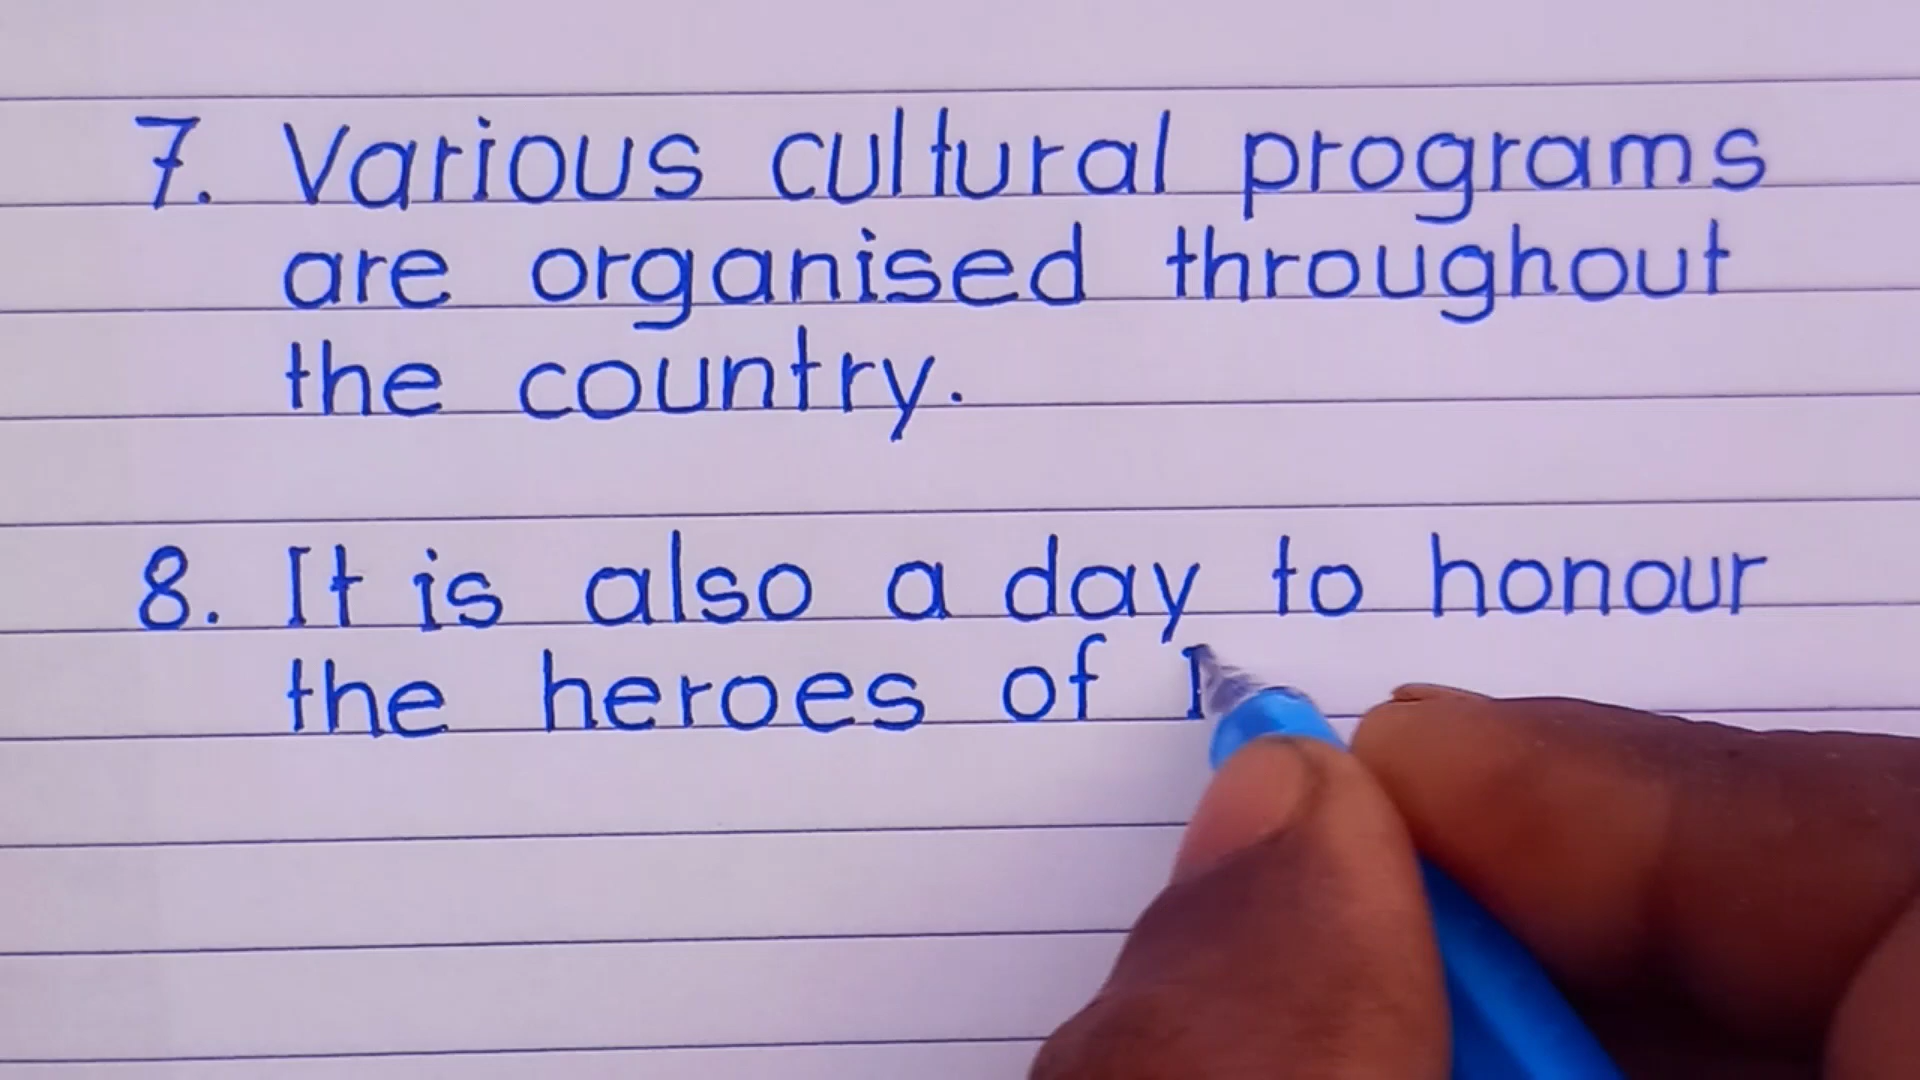 7. Various cultural programs
are organised throughout
the country.
8. It is also a day to honour
the heroes of I